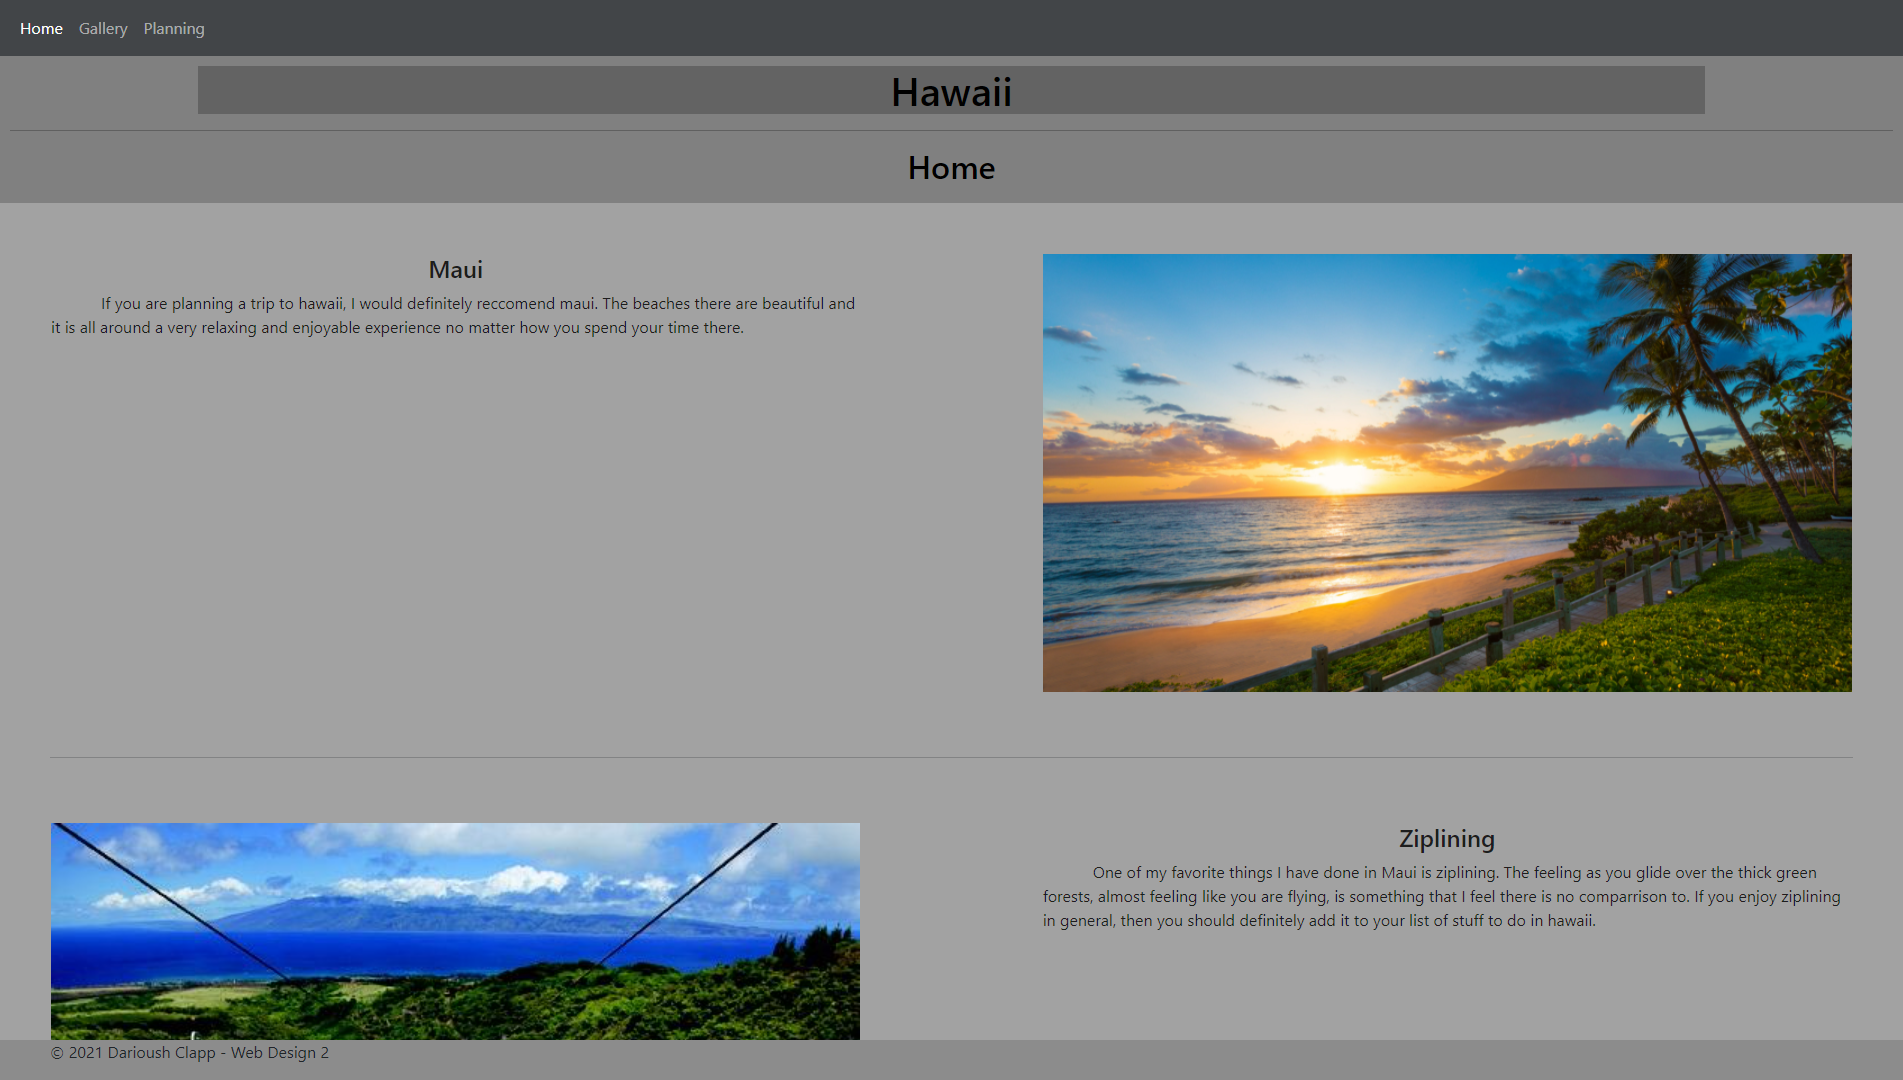 Home Gallery Planning
Hawaii
Home
Maui
If you are planning a trip to hawaii, I would definitely reccomend maui. The beaches there are beautiful and
it is all around a very relaxing and enjoyable experience no matter how you spend your time there.
Ziplining
One of my favorite things I have done in Maui is ziplining. The feeling as you glide over the thick green
forests, almost feeling like you are flying, is something that I feel there is no comparrison to. If you enjoy ziplining
in general, then you should definitely add it to your list of stuff to do in hawaii.
© 2021 Darioush Clapp - Web Design 2